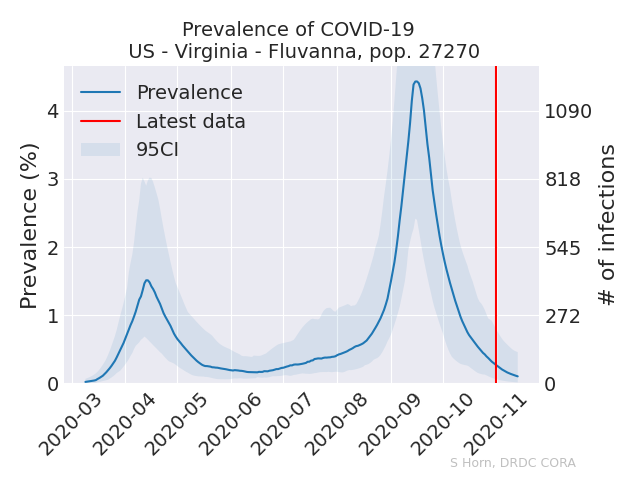 Prevalence of COVID-19
US - Virginia - Fluvanna, pop. 27270
Prevalence
Latest data
95CI
Prevalence (%)
4
3
2
1
0
1090
818
545
272
0
# of infections
2020-03
2020-04
2020-05
2020-06
2020-07
2020-08
2020-09
2020-10
2020-11
S Horn, DRDC CORA